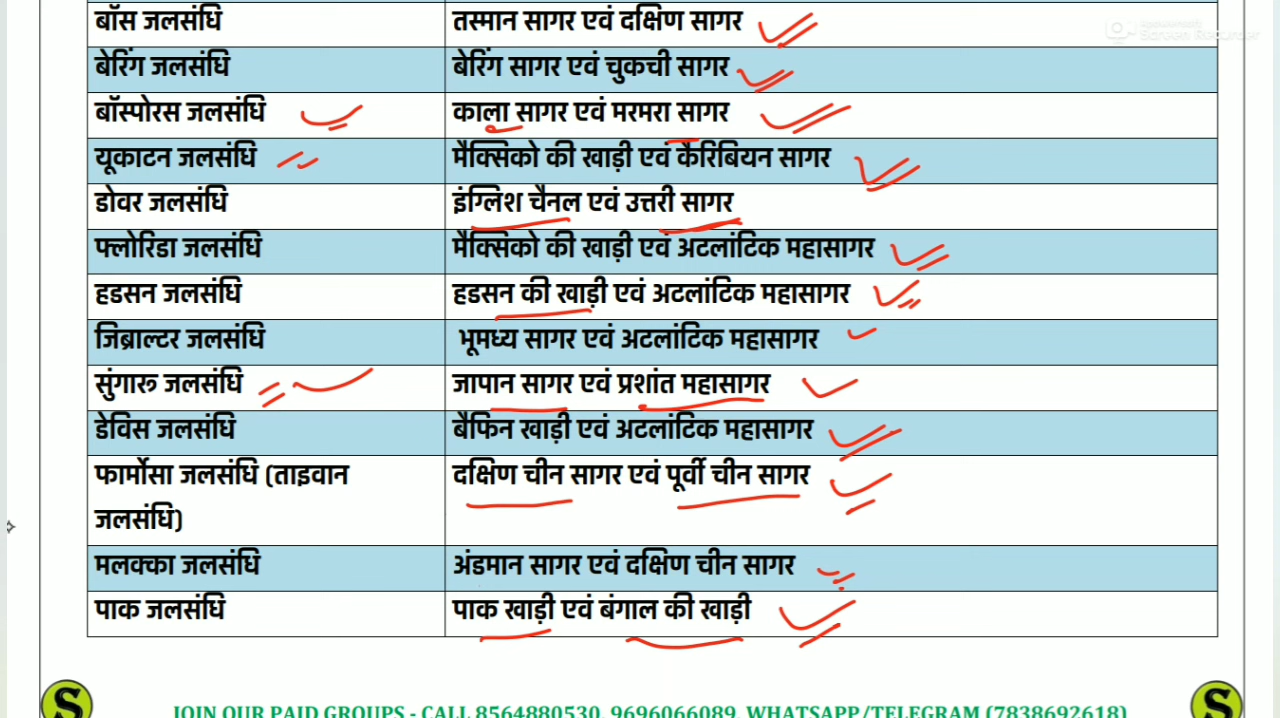 बॉस जलसंधि तस्मान सागर एवं दक्षिण सागर
Screen Recorder
बेरिंग जलसंधि बेरिंग सागर एवं चुकची सागर
बॉस्पोरस जलसंधि काला सागर एवं मरमरा सागर
यूकाटन जलसंधि मैक्सिको की खाड़ी एवं कैरिबियन सागर
डोवर जलसंधि इंग्लिश चैनल एवं उत्तरी सागर
फ्लोरिडा जलसंधि मैक्सिको की खाड़ी एवं अटलांटिक महासागर
हडसन जलसंधि हडसन की खाड़ी एवं अटलांटिक महासागर
जिब्राल्टर जलसंधि भूमध्य सागर एवं अटलांटिक महासागर
सुंगारू जलसंधि जापान सागर एवं प्रशांत महासागर
डेविस जलसंधि बैफिन खाड़ी एवं अटलांटिक महासागर
फार्मोसा जलसंधि (ताइवान दक्षिण चीन सागर एवं पूर्वी चीन सागर
जलसंधि)
मलक्का जलसंधि अंडमान सागर एवं दक्षिण चीन सागर
पाक जलसंधि पाक खाड़ी एवं बंगाल की खाड़ी
S S
JOIN OUR PAID GROUPS - CALL 8564880530, 9696066089, WHATSAPP/TELEGRAM (7838692618)